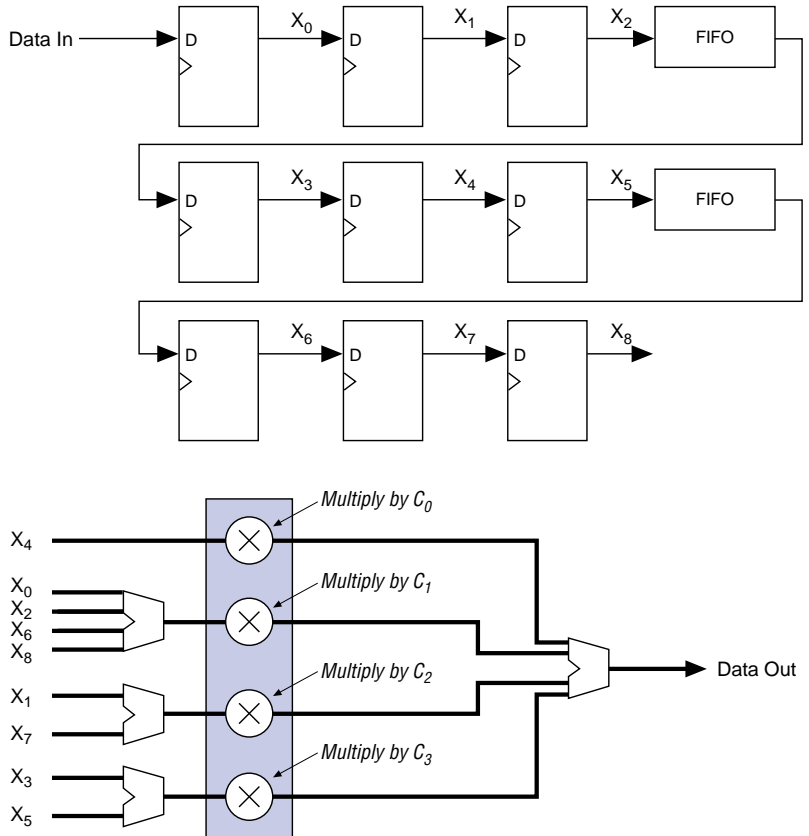 Data In
D
X0
D
X1
D
X2
FIFO
D
X3
D
X4
D
X5
FIFO
D
X6
D
X7
D
X8
Multiply by C0
X4
X0
X2
X6
X8
Multiply by C1
X1
X7
Multiply by C2
Data Out
X3
X5
Multiply by C3